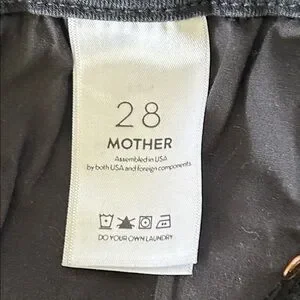 28
MOTHER
Assembled in USA
by both USA and foreign components
DO YOUR OWN LAUNDRY